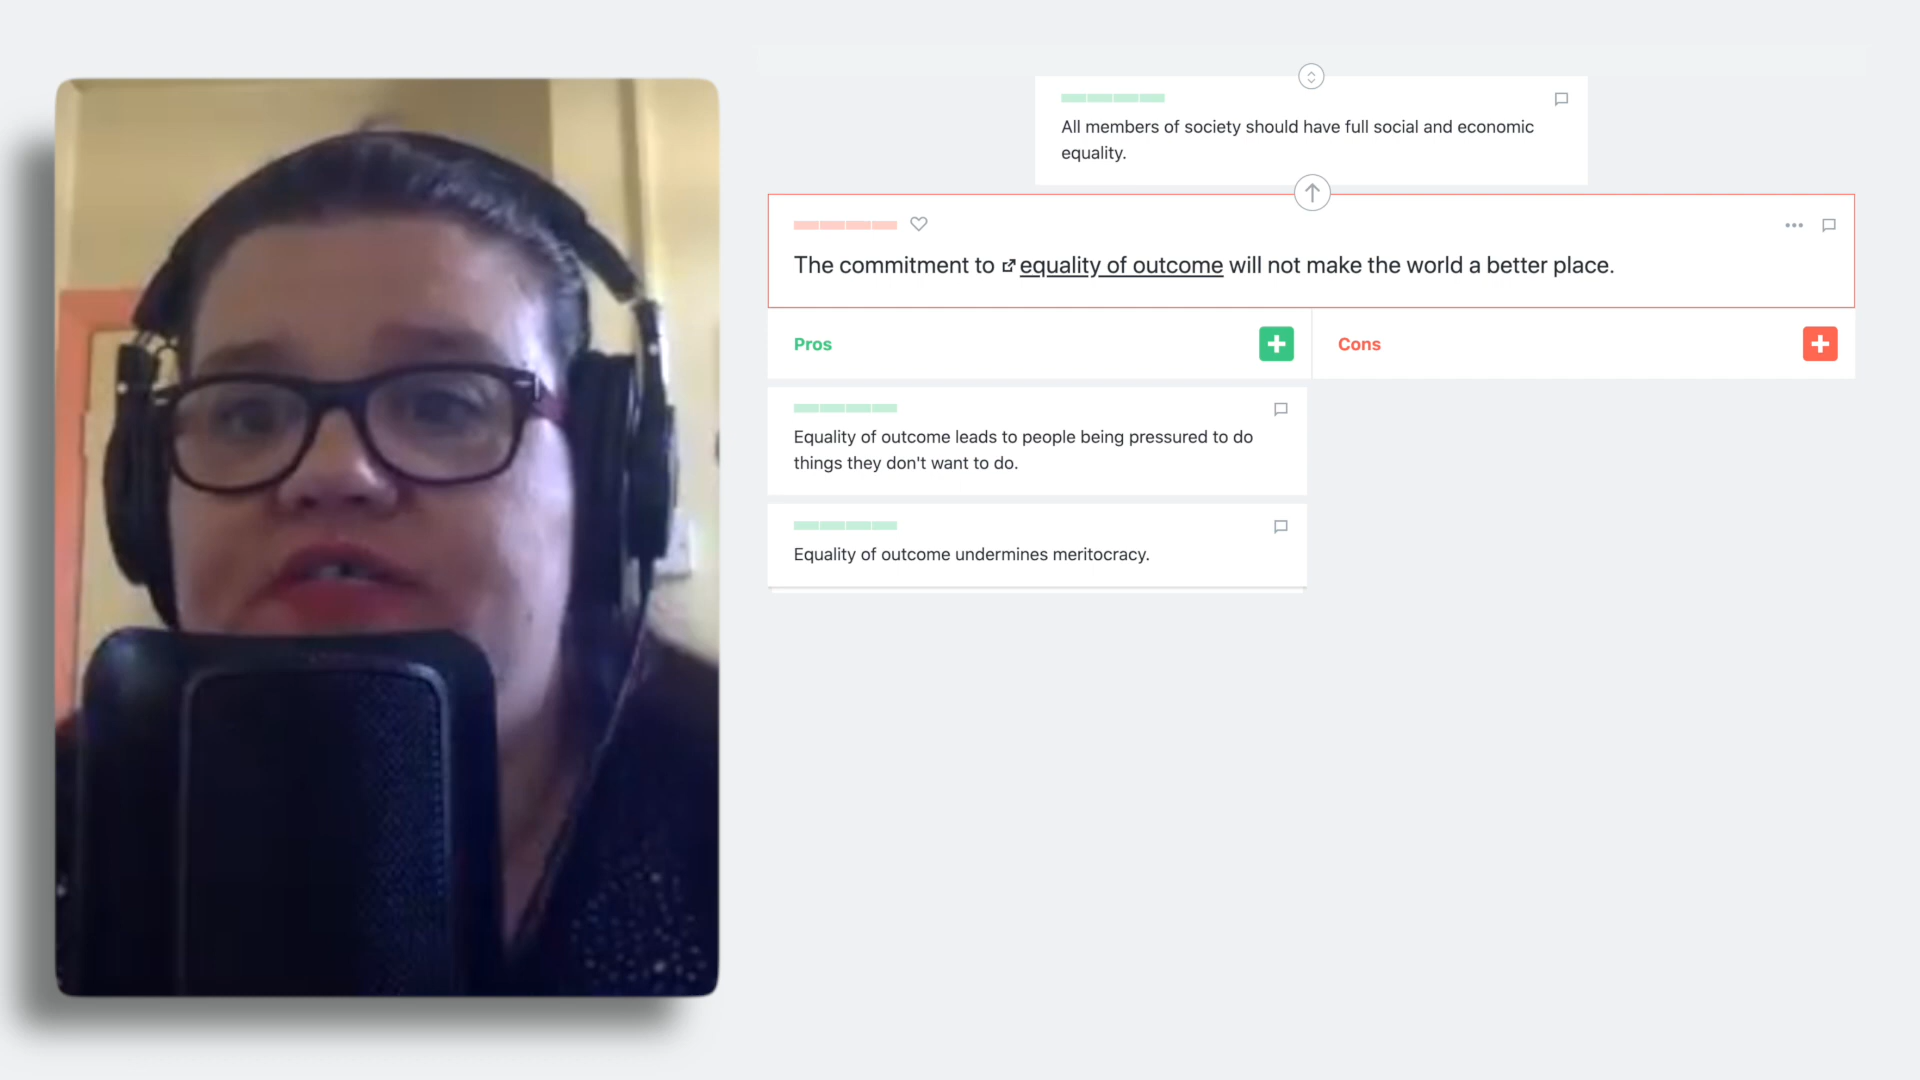 All members of society should have full social and economic
equality.
The commitment to equality of outcome will not make the world a better place.
Pros
Cons
Equality of outcome leads to people being pressured to do
things they don't want to do.
Equality of outcome undermines meritocracy.